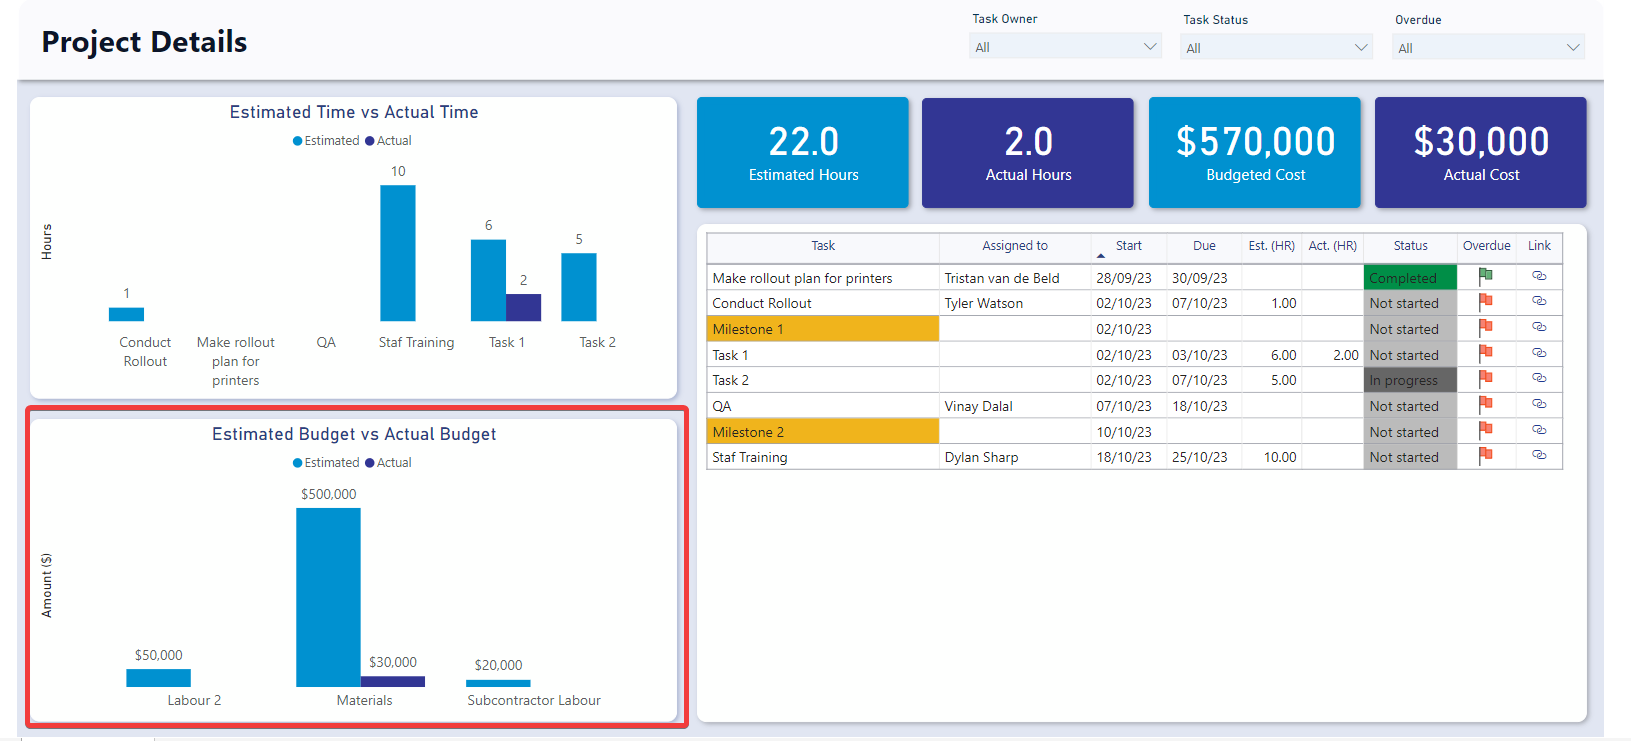 Project Details
Task Owner
All
Task Status
All
Overdue
All
Estimated Time vs Actual Time
Estimated Actual
Hours
10
6
5
2
1
Conduct Rollout
Make rollout plan for printers
QA
Staf Training
Task 1
Task 2
22.0
Estimated Hours
2.0
Actual Hours
$570,000
Budgeted Cost
$30,000
Actual Cost
Estimated Budget vs Actual Budget
Estimated Actual
Amount ($)
$500,000
$50,000
$30,000
$20,000
Labour 2 Materials Subcontractor Labour
Task Assigned to Start Due Est. (HR) Act. (HR) Status Overdue Link
Make rollout plan for printers Tristan van de Beld 28/09/23 30/09/23 Completed
Conduct Rollout Tyler Watson 02/10/23 07/10/23 1.00 Not started
Milestone 1 02/10/23 Not started
Task 1 02/10/23 03/10/23 6.00 2.00 Not started
Task 2 02/10/23 07/10/23 5.00 In progress
QA Vinay Dalal 07/10/23 18/10/23 Not started
Milestone 2 10/10/23 Not started
Staf Training Dylan Sharp 18/10/23 25/10/23 10.00 Not started